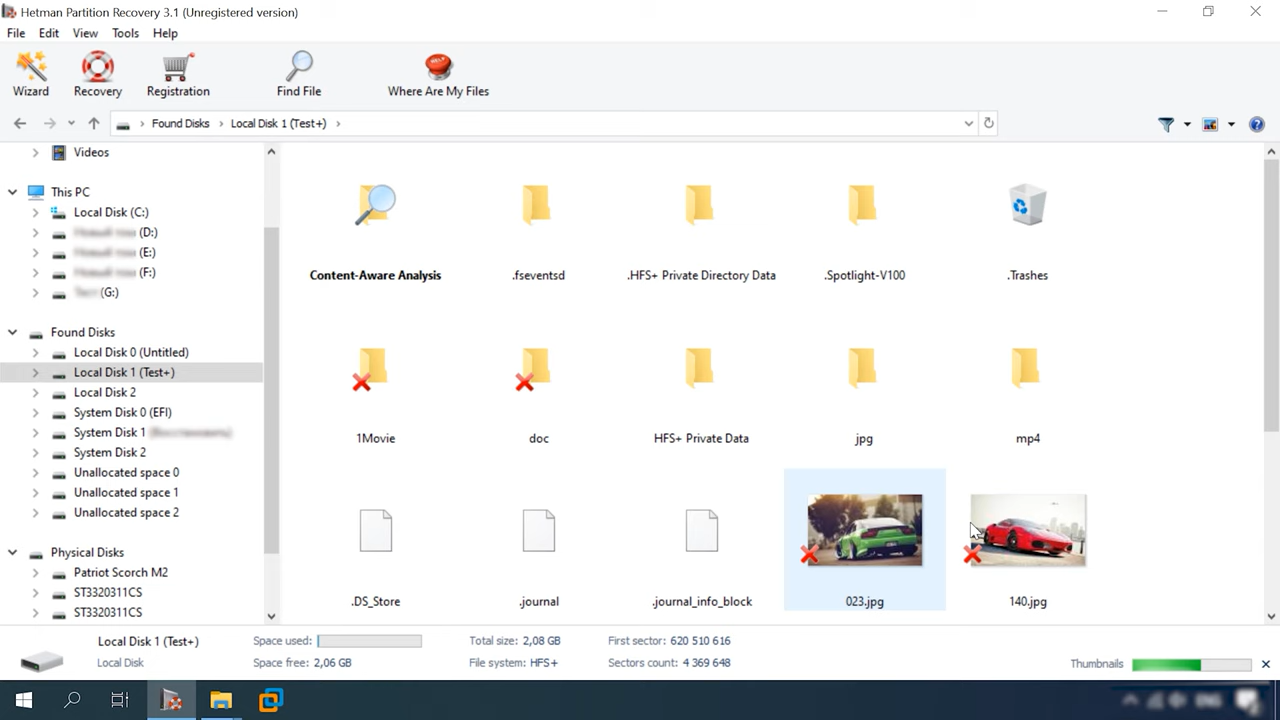 Hetman Partition Recovery 3.1 (Unregistered version)
File Edit View Tools Help
Wizard Recovery Registration Find File Where Are My Files
Found Disks Local Disk 1 (Test+)
Videos
This PC
Local Disk (C:)
(D:)
(E:)
(F:)
(G:)
Found Disks
Local Disk 0 (Untitled)
Local Disk 1 (Test+)
Local Disk 2
System Disk 0 (EFI)
System Disk 1
System Disk 2
Unallocated space 0
Unallocated space 1
Unallocated space 2
Physical Disks
Patriot Scorch M2
ST3320311CS
ST3320311CS
Content-Aware Analysis .fseventsd .HFS+ Private Directory Data .Spotlight-V100 .Trashes
1Movie doc HFS+ Private Data jpg mp4
.DS_Store .journal .journal_info_block 023.jpg 140.jpg
Local Disk 1 (Test+) Space used: Total size: 2,08 GB First sector: 620 510 616
Local Disk Space free: 2,06 GB File system: HFS+ Sectors count: 4 369 648
Thumbnails